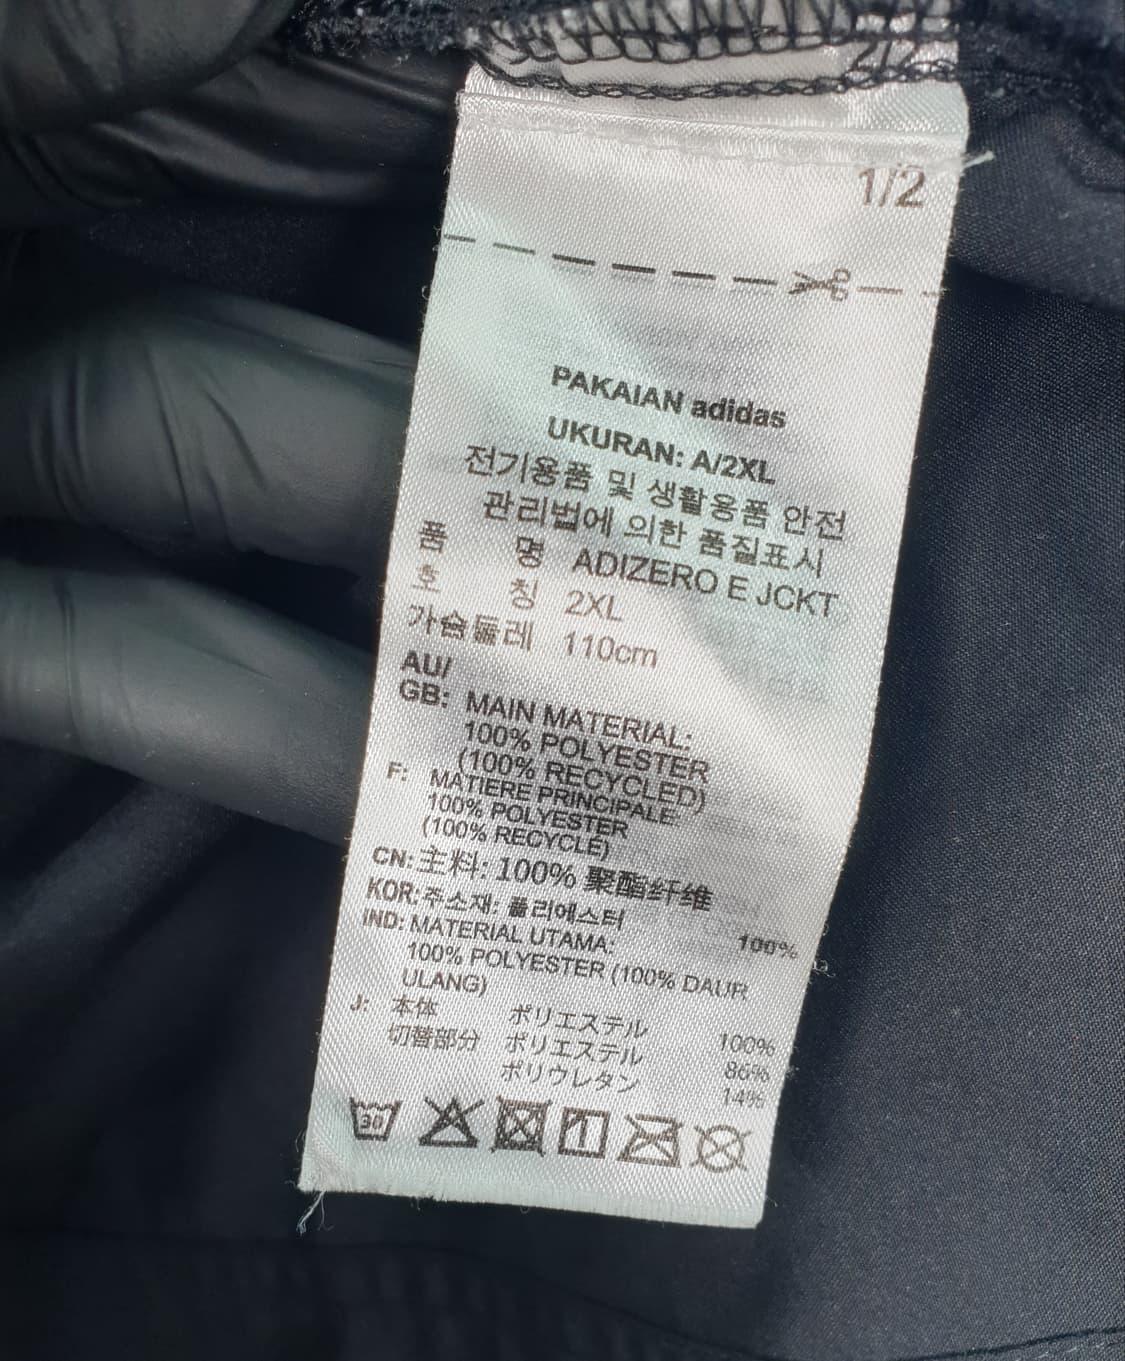 1/2
PAKAIAN adidas
UKURAN: A/2XL
전기용품 및 생활용품 안전
관리법에 의한 품질표시
품 명 ADIZERO E JCKT
호 칭 2XL
가슴둘레 110cm
AU/
GB: MAIN MATERIAL:
100% POLYESTER
(100% RECYCLED)
F: MATIERE PRINCIPALE:
100% POLYESTER
(100% RECYCLE)
CN: 主料: 100% 聚酯纤维
KOR: 주소재: 폴리에스터 100%
IND: MATERIAL UTAMA:
100% POLYESTER (100% DAUR
ULANG)
J: 本体 ポリエステル 100%
切替部分 ポリエステル 86%
ポリウレタン 14%
30